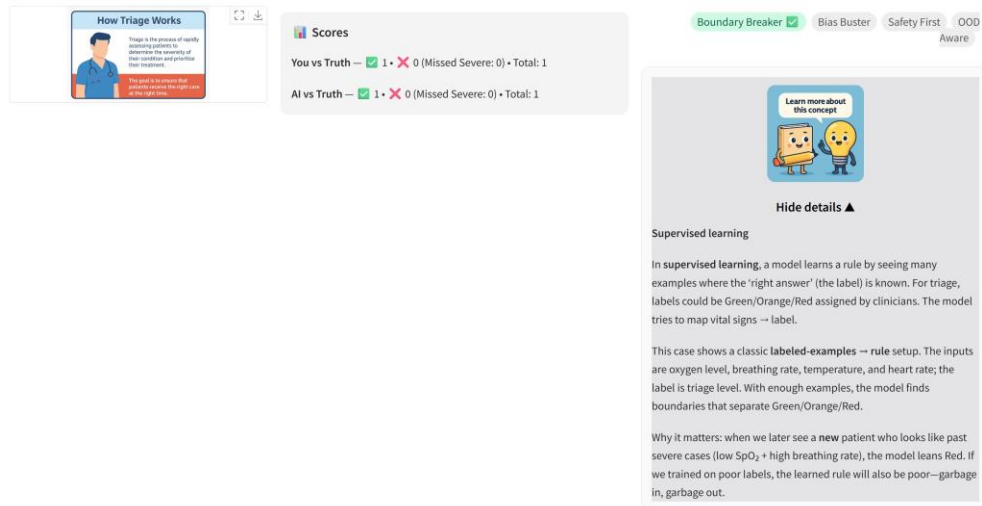 How Triage Works
Triage is the process of rapidly
assessing patients to
determine the severity of
their condition and prioritise
their treatment.
The goal is to ensure that
patients receive the right care
at the right time.
Scores
You vs Truth — ✅ 1 • ❌ 0 (Missed Severe: 0) • Total: 1
AI vs Truth — ✅ 1 • ❌ 0 (Missed Severe: 0) • Total: 1
Boundary Breaker ✅ Bias Buster Safety First OOD
Aware
Learn more about
this concept
Hide details ▲
Supervised learning
In supervised learning, a model learns a rule by seeing many
examples where the ‘right answer’ (the label) is known. For triage,
labels could be Green/Orange/Red assigned by clinicians. The model
tries to map vital signs → label.
This case shows a classic labeled-examples → rule setup. The inputs
are oxygen level, breathing rate, temperature, and heart rate; the
label is triage level. With enough examples, the model finds
boundaries that separate Green/Orange/Red.
Why it matters: when we later see a new patient who looks like past
severe cases (low SpO₂ + high breathing rate), the model leans Red. If
we trained on poor labels, the learned rule will also be poor—garbage
in, garbage out.